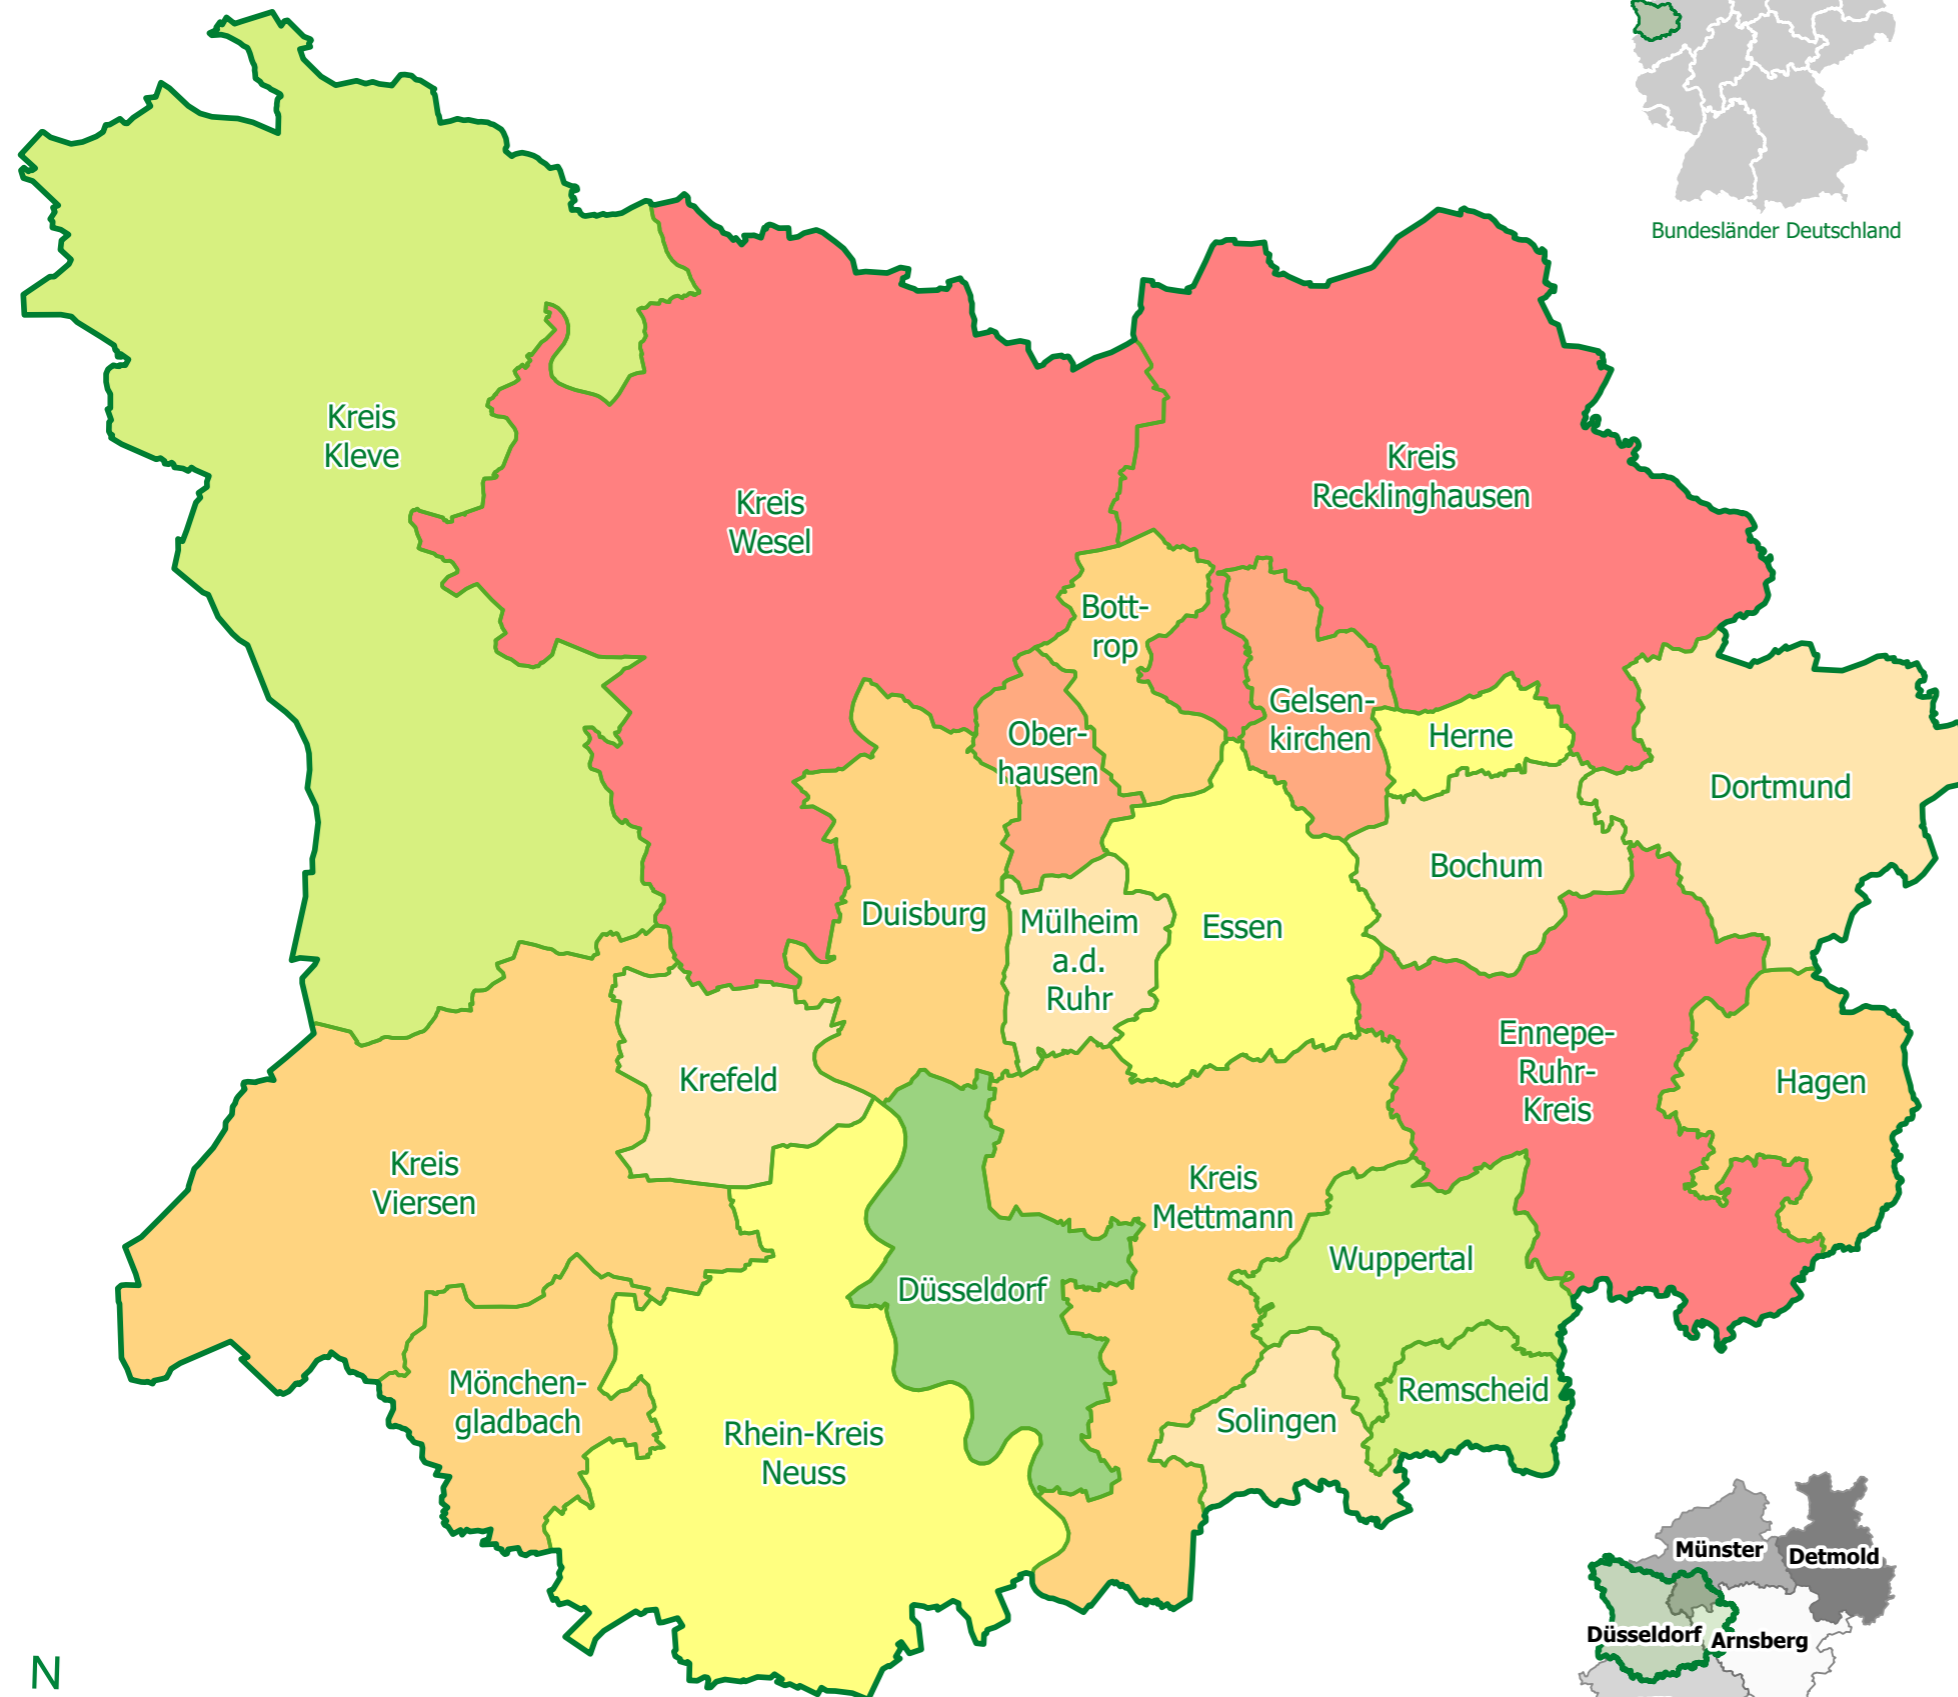 Bundesländer Deutschland
Kreis
Kleve
Kreis
Wesel
Kreis
Recklinghausen
Bott-
rop
Ober-
hausen
Gelsen-
kirchen
Herne
Dortmund
Bochum
Duisburg
Mülheim
a.d.
Ruhr
Essen
Krefeld
Ennepe-
Ruhr-
Kreis
Hagen
Kreis
Viersen
Kreis
Mettmann
Wuppertal
Düsseldorf
Mönchen-
gladbach
Remscheid
Solingen
Rhein-Kreis
Neuss
Münster
Detmold
Düsseldorf
Arnsberg
N